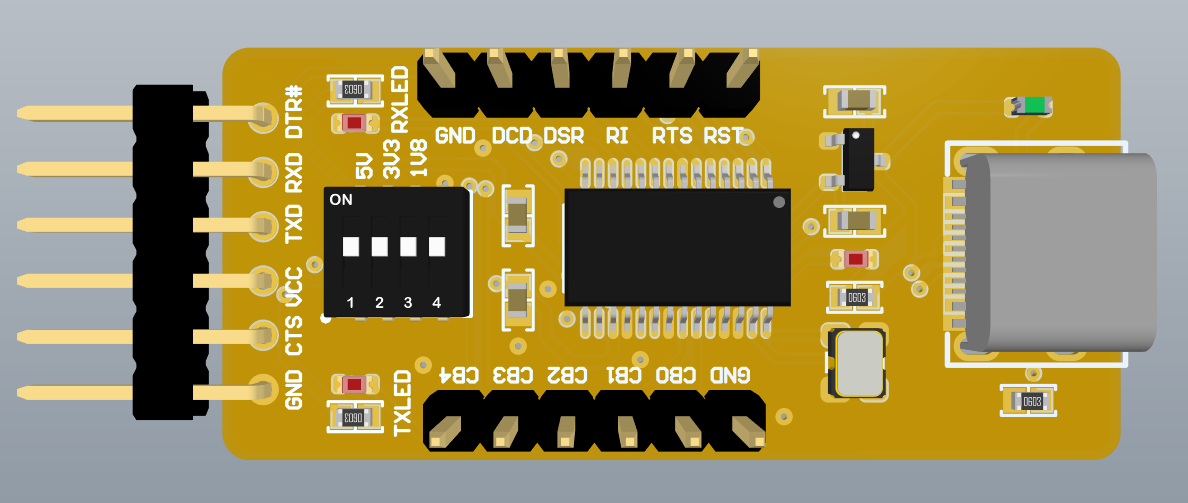 DTR#
RXD
TXD
VCC
CTS
GND
0603
RXLED
5V
3V3
1V8
ON
1 2 3 4
TXLED
0603
GND DCD DSR RI RTS RST
CB4 CB3 CB2 CB1 CB0 GND
0603
0603